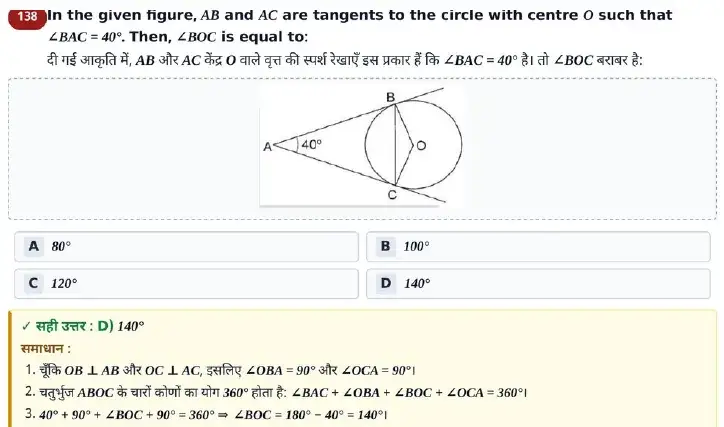 138 In the given figure, AB and AC are tangents to the circle with centre O such that
∠BAC = 40°. Then, ∠BOC is equal to:
दी गई आकृति में, AB और AC केंद्र O वाले वृत्त की स्पर्श रेखाएँ इस प्रकार हैं कि ∠BAC = 40° है। तो ∠BOC बराबर है:
B
A 40° O
C
A 80°
B 100°
C 120°
D 140°
✓ सही उत्तर : D) 140°
समाधान :
1. चूँकि OB ⊥ AB और OC ⊥ AC, इसलिए ∠OBA = 90° और ∠OCA = 90°।
2. चतुर्भुज ABOC के चारों कोणों का योग 360° होता है: ∠BAC + ∠OBA + ∠BOC + ∠OCA = 360°।
3. 40° + 90° + ∠BOC + 90° = 360° ⇒ ∠BOC = 180° − 40° = 140°।